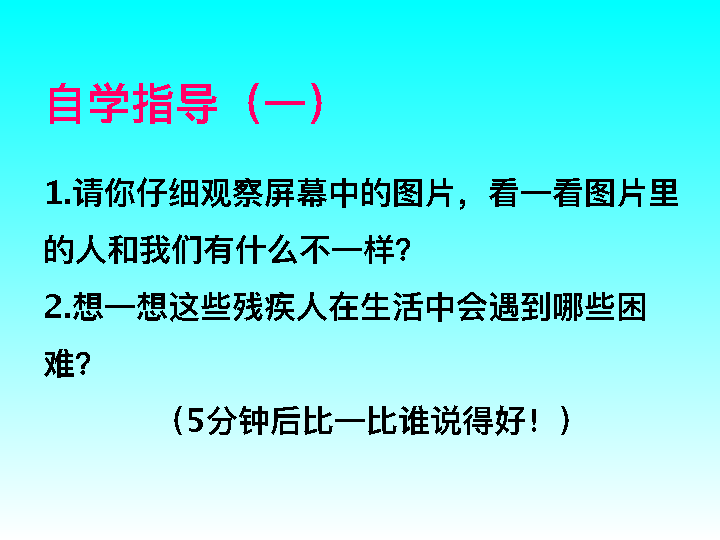 自学指导（一）
1.请你仔细观察屏幕中的图片，看一看图片里
的人和我们有什么不一样？
2.想一想这些残疾人在生活中会遇到哪些困
难？
（5分钟后比一比谁说得好！）